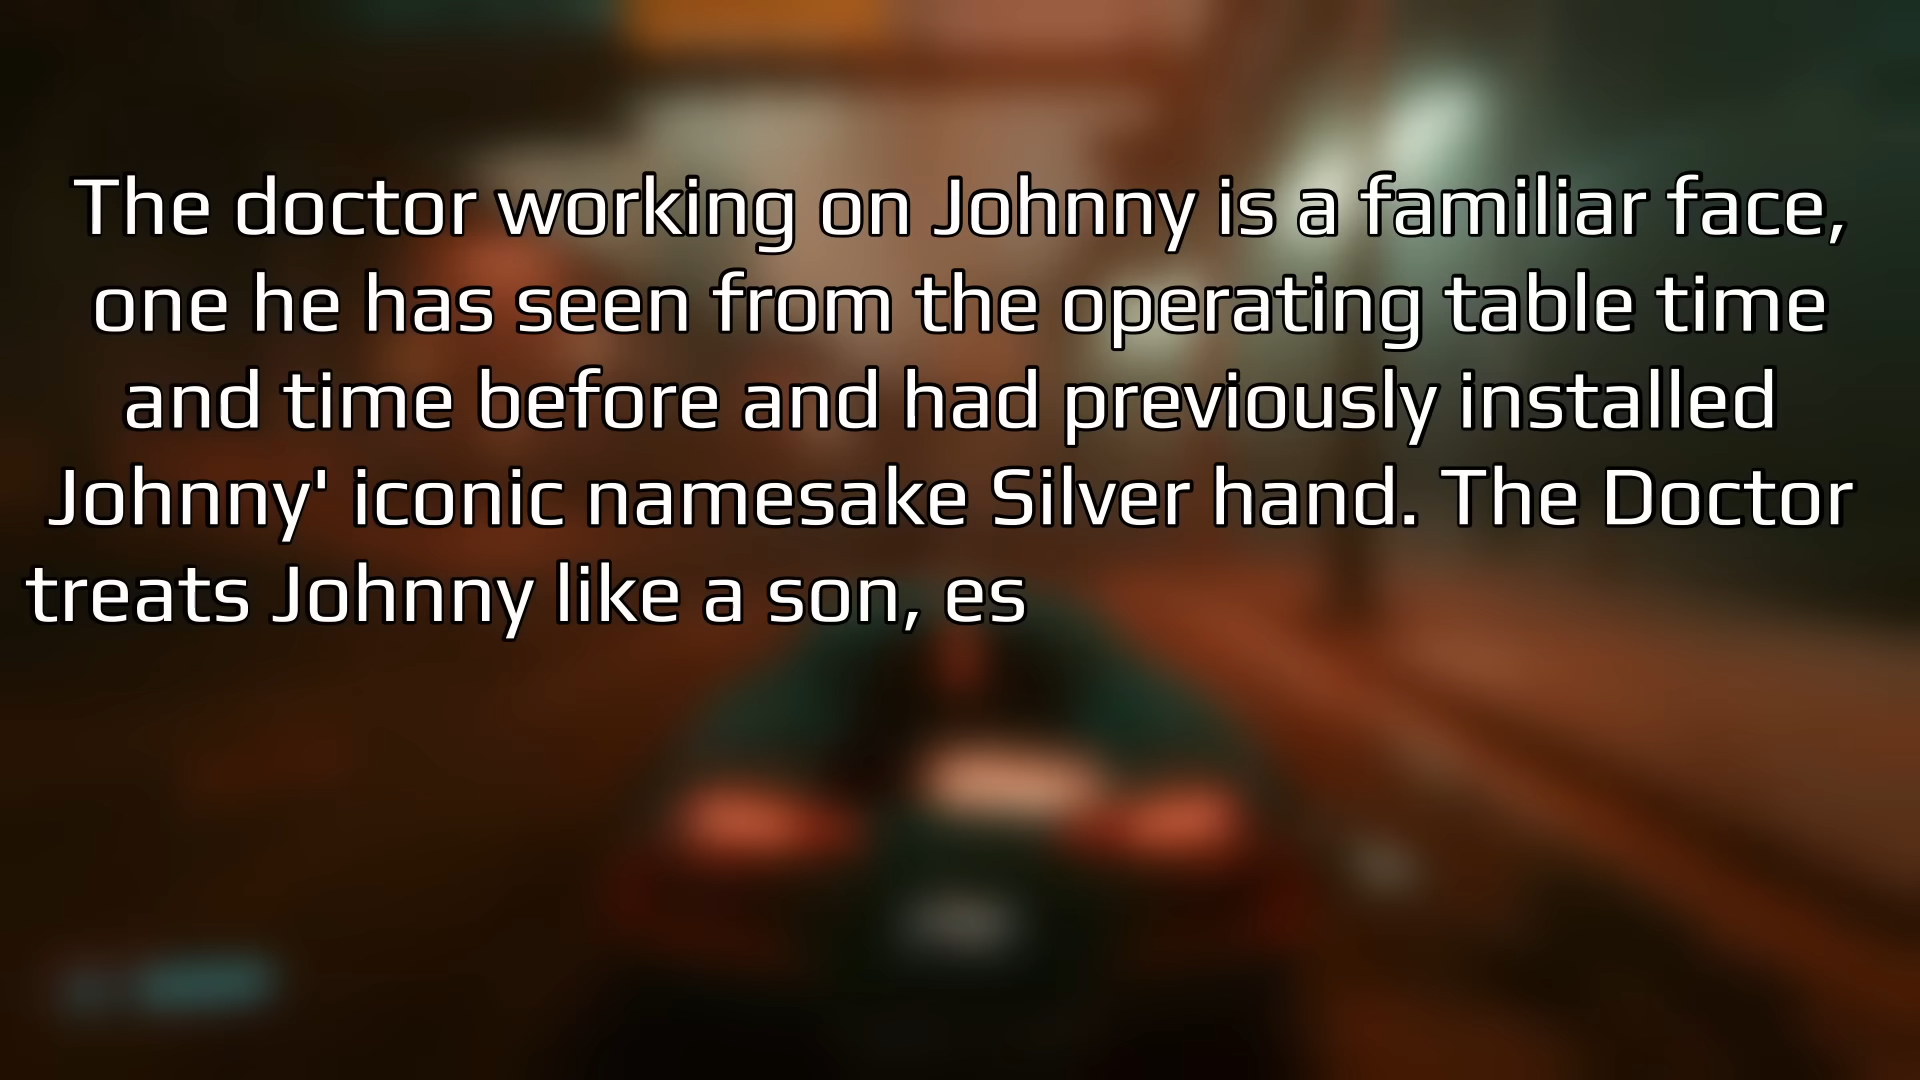 The doctor working on Johnny is a familiar face,
one he has seen from the operating table time
and time before and had previously installed
Johnny' iconic namesake Silver hand. The Doctor
treats Johnny like a son, es